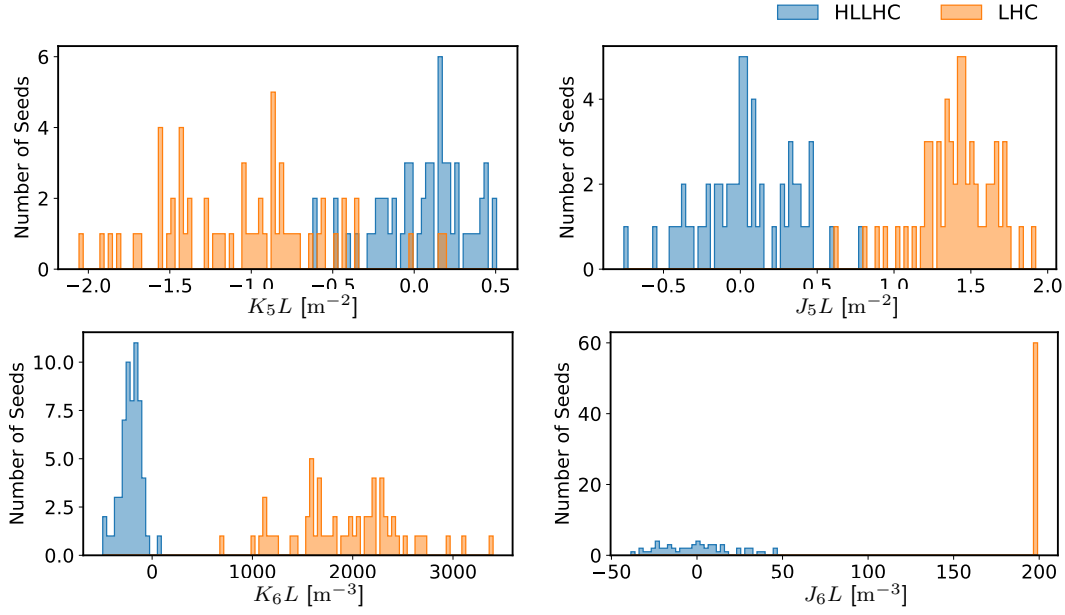 HLLHC LHC
Number of Seeds
6
4
2
0
−2.0 −1.5 −1.0 −0.5 0.0 0.5
K₅L [m⁻²]
Number of Seeds
4
2
0
−0.5 0.0 0.5 1.0 1.5 2.0
J₅L [m⁻²]
Number of Seeds
10.0
7.5
5.0
2.5
0.0
0 1000 2000 3000
K₆L [m⁻³]
Number of Seeds
60
40
20
0
−50 0 50 100 150 200
J₆L [m⁻³]